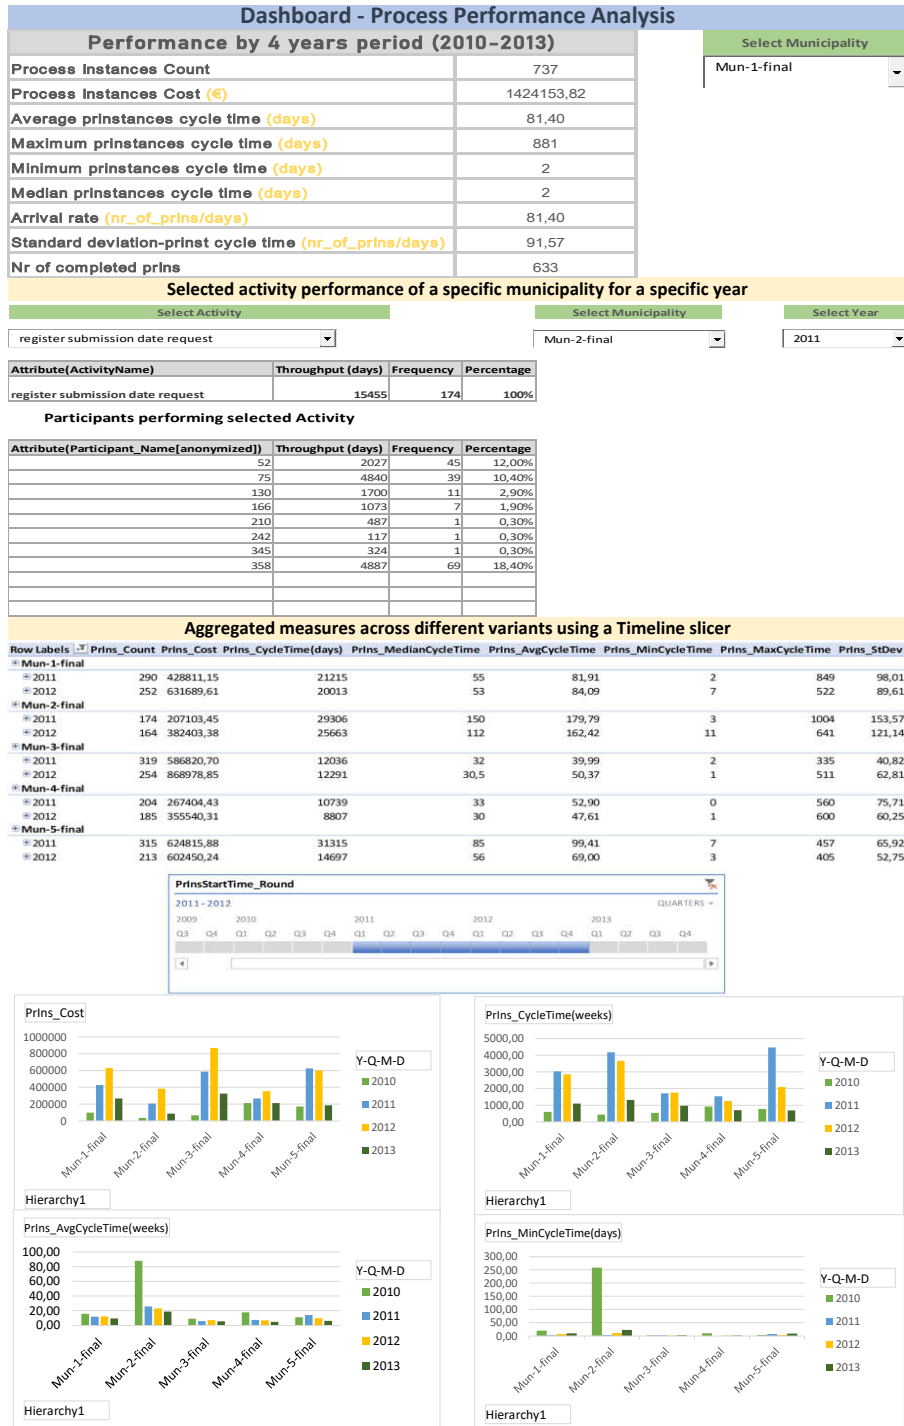 Dashboard - Process Performance Analysis
Performance by 4 years period (2010-2013)
Select Municipality
Mun-1-final
Process Instances Count 737
Process Instances Cost (€) 1424153,82
Average prinstances cycle time (days) 81,40
Maximum prinstances cycle time (days) 881
Minimum prinstances cycle time (days) 2
Median prinstances cycle time (days) 2
Arrival rate (nr_of_prIns/days) 81,40
Standard deviation-prinst cycle time (nr_of_prIns/days) 91,57
Nr of completed prIns 633
Selected activity performance of a specific municipality for a specific year
Select Activity Select Municipality Select Year
register submission date request Mun-2-final 2011
Attribute(ActivityName) Throughput (days) Frequency Percentage
register submission date request 15455 174 100%
Participants performing selected Activity
Attribute(Participant_Name[anonymized]) Throughput (days) Frequency Percentage
52 2027 45 12,00%
75 4840 39 10,40%
130 1700 11 2,90%
166 1073 7 1,90%
210 487 1 0,30%
242 117 1 0,30%
345 324 1 0,30%
358 4887 69 18,40%
Aggregated measures across different variants using a Timeline slicer
Row Labels PrIns_Count PrIns_Cost PrIns_CycleTime(days) PrIns_MedianCycleTime PrIns_AvgCycleTime PrIns_MinCycleTime PrIns_MaxCycleTime PrIns_StDev
Mun-1-final
2011 290 428811,15 21215 55 81,91 2 849 98,01
2012 252 631689,61 20013 53 84,09 7 522 89,61
Mun-2-final
2011 174 207103,45 29306 150 179,79 3 1004 153,57
2012 164 382403,38 25663 112 162,42 11 641 121,14
Mun-3-final
2011 319 586820,70 12036 32 39,99 2 335 40,82
2012 254 868978,85 12291 30,5 50,37 1 511 62,81
Mun-4-final
2011 204 267404,43 10739 33 52,90 0 560 75,71
2012 185 355540,31 8807 30 47,61 1 600 60,25
Mun-5-final
2011 315 624815,88 31315 85 99,41 7 457 65,92
2012 213 602450,24 14697 56 69,00 3 405 52,75
PrInsStartTime_Round
2011 - 2012 QUARTERS
2009 2010 2011 2012 2013
Q3 Q4 Q1 Q2 Q3 Q4 Q1 Q2 Q3 Q4 Q1 Q2 Q3 Q4 Q1 Q2 Q3 Q4
PrIns_Cost
1000000
800000
600000
400000
200000
0
Mun-1-final Mun-2-final Mun-3-final Mun-4-final Mun-5-final
Y-Q-M-D
2010
2011
2012
2013
Hierarchy1
PrIns_CycleTime(weeks)
5000,00
4000,00
3000,00
2000,00
1000,00
0,00
Mun-1-final Mun-2-final Mun-3-final Mun-4-final Mun-5-final
Y-Q-M-D
2010
2011
2012
2013
Hierarchy1
PrIns_AvgCycleTime(weeks)
100,00
80,00
60,00
40,00
20,00
0,00
Mun-1-final Mun-2-final Mun-3-final Mun-4-final Mun-5-final
Y-Q-M-D
2010
2011
2012
2013
Hierarchy1
PrIns_MinCycleTime(days)
300,00
250,00
200,00
150,00
100,00
50,00
0,00
Mun-1-final Mun-2-final Mun-3-final Mun-4-final Mun-5-final
Y-Q-M-D
2010
2011
2012
2013
Hierarchy1